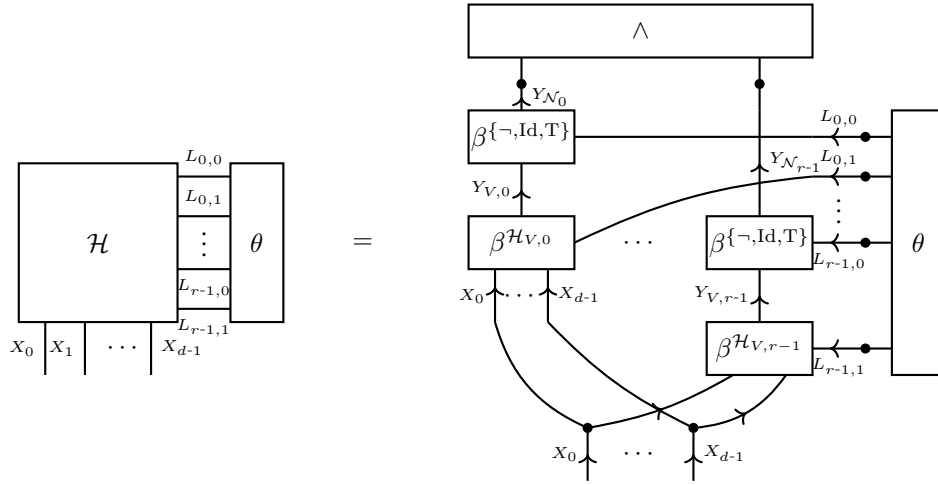 ∧
Y_{𝒩_0}
β^{\{¬,Id,T\}}
L_{0,0}
L_{0,0}
L_{0,1}
Y_{𝒩_{r-1}}
Y_{V,0}
L_{0,1}
ℋ
⋮
θ
=
β^{ℋ_{V,0}}
⋯
β^{\{¬,Id,T\}}
⋮
θ
L_{r-1,0}
L_{r-1,0}
X_0
⋯
X_{d-1}
Y_{V,r-1}
L_{r-1,1}
X_0
X_1
⋯
X_{d-1}
β^{ℋ_{V,r-1}}
L_{r-1,1}
X_0
⋯
X_{d-1}